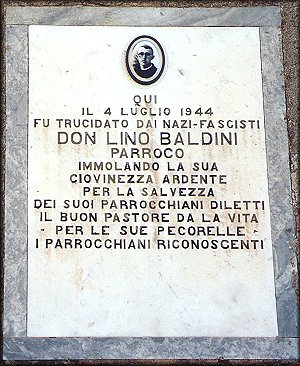 QUI
IL 4 LUGLIO 1944
FU TRUCIDATO DAI NAZI-FASCISTI
DON LINO BALDINI
PARROCO
IMMOLANDO LA SUA
GIOVINEZZA ARDENTE
PER LA SALVEZZA
DEI SUOI PARROCCHIANI DILETTI
IL BUON PASTORE DA LA VITA
- PER LE SUE PECORELLE -
I PARROCCHIANI RICONOSCENTI